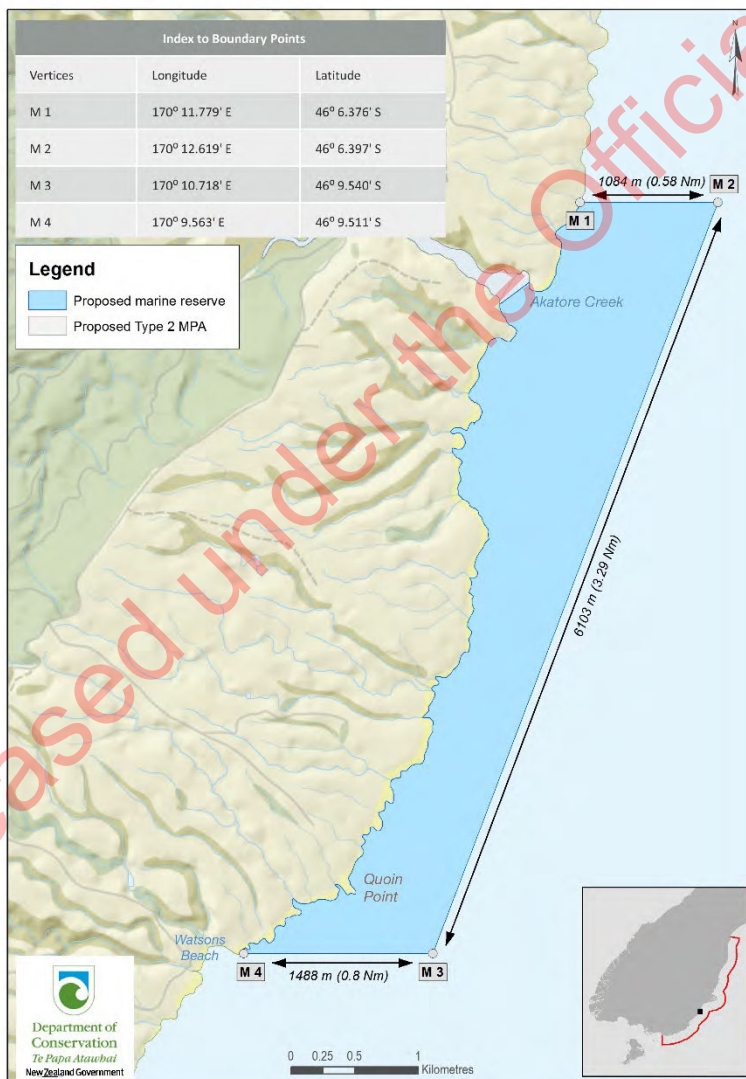 Index to Boundary Points
Vertices Longitude Latitude
M 1 170° 11.779' E 46° 6.376' S
M 2 170° 12.619' E 46° 6.397' S
M 3 170° 10.718' E 46° 9.540' S
M 4 170° 9.563' E 46° 9.511' S
N
Legend
Proposed marine reserve
Proposed Type 2 MPA
1084 m (0.58 Nm)
M 2
M 1
Akatore Creek
6103 m (3.29 Nm)
Quoin
Point
Watsons
Beach
M 4
1488 m (0.8 Nm)
M 3
Department of
Conservation
Te Papa Atawbai
New Zealand Government
0 0.25 0.5 1
Kilometres
ased under the Officia